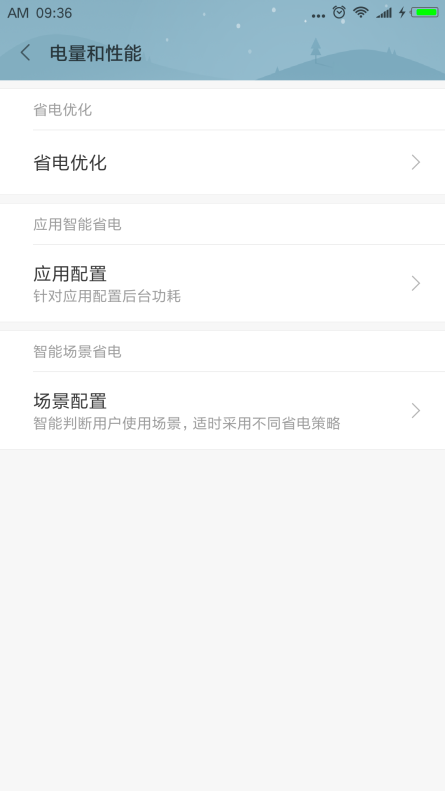 AM 09:36
电量和性能
省电优化
省电优化
应用智能省电
应用配置
针对应用配置后台功耗
智能场景省电
场景配置
智能判断用户使用场景，适时采用不同省电策略